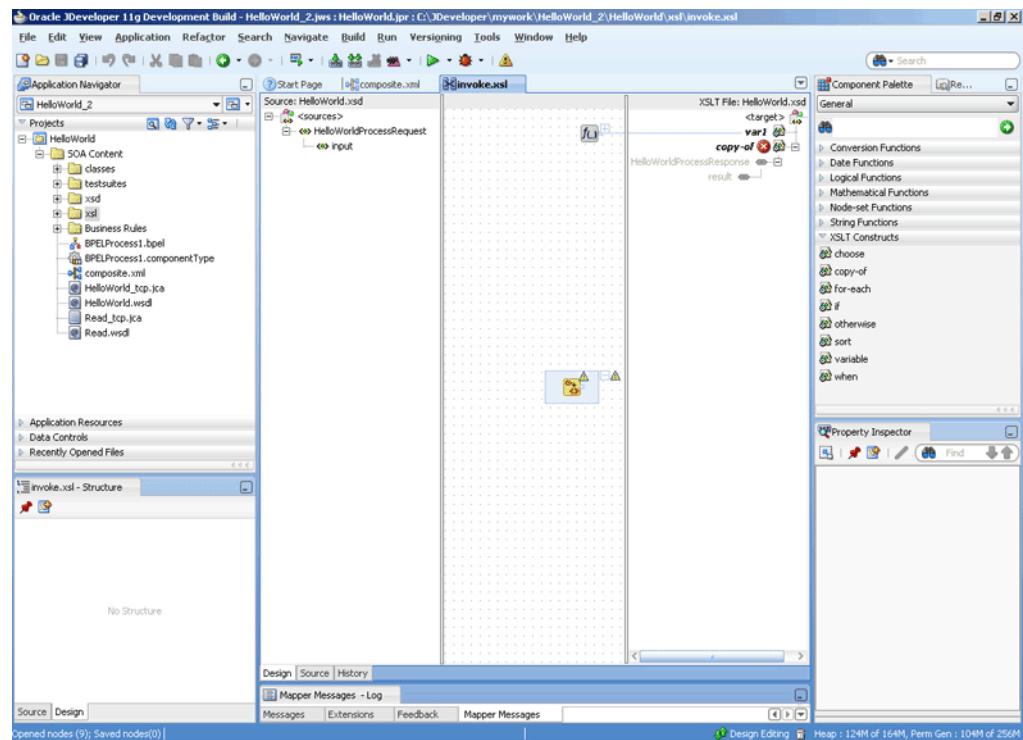 Oracle JDeveloper 11g Development Build - HelloWorld_2.jws : HelloWorld.jpr : C:\JDeveloper\mywork\HelloWorld_2\HelloWorld\xsl\invoke.xsl
File Edit View Application Refactor Search Navigate Build Run Versioning Tools Window Help
Search
Application Navigator
HelloWorld_2
Projects
HelloWorld
SOA Content
classes
testsuites
xsd
xsl
Business Rules
BPELProcess1.bpel
BPELProcess1.componentType
composite.xml
HelloWorld_tcp.jca
HelloWorld.wsdl
Read_tcp.jca
Read.wsdl
Application Resources
Data Controls
Recently Opened Files
invoke.xsl - Structure
No Structure
Source Design
Start Page composite.xml invoke.xsl
Source: HelloWorld.xsd
<sources>
HelloWorldProcessRequest
input
XSLT File: HelloWorld.xsd
<target>
var1
copy-of
HelloWorldProcessResponse
result
Design Source History
Mapper Messages - Log
Messages Extensions Feedback Mapper Messages
Component Palette Re...
General
Conversion Functions
Date Functions
Logical Functions
Mathematical Functions
Node-set Functions
String Functions
XSLT Constructs
choose
copy-of
for-each
if
otherwise
sort
variable
when
Property Inspector
Find
Opened nodes (9); Saved nodes(0)
Design Editing
Heap : 124M of 164M, Perm Gen : 104M of 256M